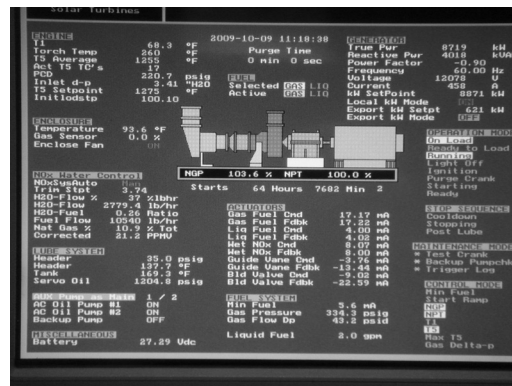 Solar Turbines
ENGINE
T1 68.3 °F
Torch Temp 260 °F
T5 Average 1255 °F
Act T5 TC's 17
PCD 220.7 psig
Inlet d-p 3.41 "H2O
T5 Setpoint 1275 °F
Initlodstp 100.10
2009-10-09 11:18:38
Purge Time
0 min 0 sec
FUEL
Selected GAS LIQ
Active GAS LIQ
GENERATOR
True Pwr 8719 kW
Reactive Pwr 4018 kVA
Power Factor -0.90
Frequency 60.00 Hz
Voltage 12078 V
Current 458 A
kW SetPoint 8871 kW
Local kW Mode
Export kW Setpt 621 kW
Export kW Mode OFF
ENCLOSURE
Temperature 93.6 °F
Gas Sensor 0.0 %
Enclose Fan ON
NGP 103.6 % NPT 100.0 %
Starts 64 Hours 7682 Min 2
OPERATION MODE
On Load
Ready to Load
Running
Light Off
Ignition
Purge Crank
Starting
Ready
NOx Water Control
NOxSysAuto Man
Trim Stpt 3.74
H2O-Flow % 37 %lbhr
H2O-Flow 2779.4 lb/hr
H2O-Fuel 0.26 Ratio
Fuel Flow 10540 lb/hr
Nat Gas % 10.9 % Tot
Corrected 21.2 PPMV
ACTUATORS
Gas Fuel Cmd 17.17 mA
Gas Fuel Fdbk 17.22 mA
Liq Fuel Cmd 4.00 mA
Liq Fuel Fdbk 4.02 mA
Wet NOx Cmd 8.07 mA
Wet NOx Fdbk 8.00 mA
Guide Vane Cmd -3.76 mA
Guide Vane Fdbk -13.44 mA
Bld Valve Cmd -9.02 mA
Bld Valve Fdbk -22.59 mA
STOP SEQUENCE
Cooldown
Stopping
Post Lube
MAINTENANCE MODE
* Test Crank
* Backup Pumpchk
* Trigger Log
LUBE SYSTEM
Header 35.0 psig
Header 137.7 °F
Tank 169.3 °F
Servo Oil 1204.8 psig
AUX Pump as Main 1 / 2
AC Oil Pump #1 ON
AC Oil Pump #2 ON
Backup Pump OFF
FUEL SYSTEM
Min Fuel 5.6 mA
Gas Pressure 334.3 psig
Gas Flow Dp 43.2 psid
Liquid Fuel 2.0 gpm
CONTROL MODE
Min Fuel
Start Ramp
NGP
NPT
T1
T5
Max T5
Gas Delta-p
MISCELLANEOUS
Battery 27.29 Vdc